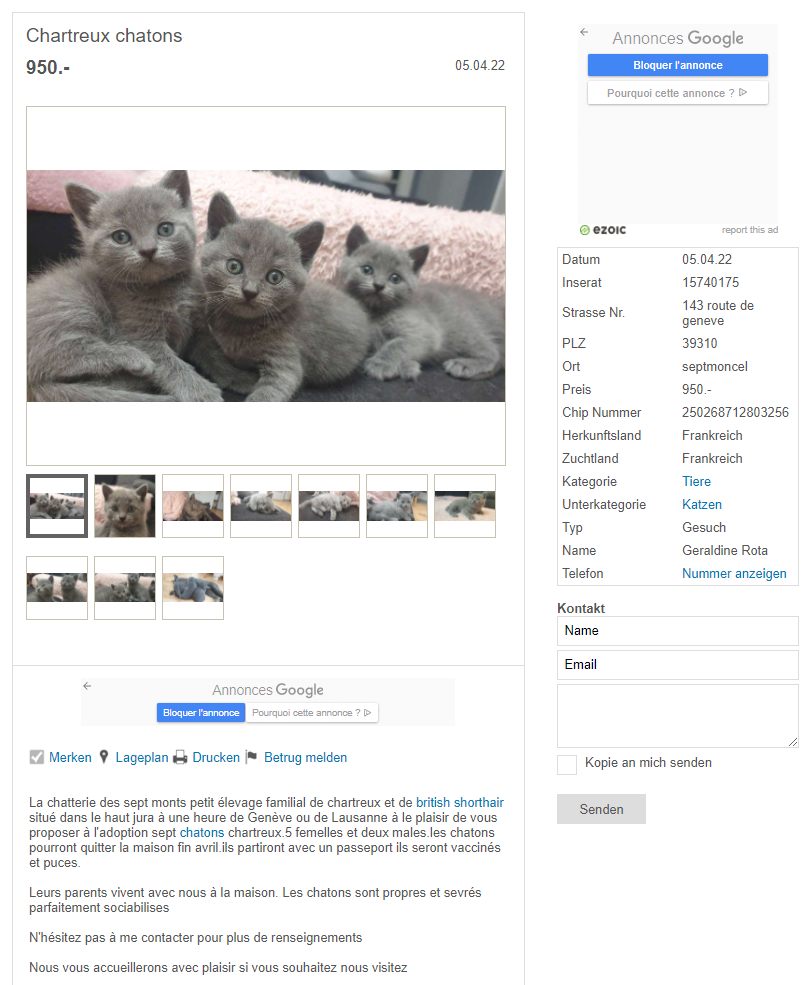 Chartreux chatons
950.-
05.04.22
Merken Lageplan Drucken Betrug melden
La chatterie des sept monts petit élevage familial de chartreux et de british shorthair
situé dans le haut jura à une heure de Genève ou de Lausanne à le plaisir de vous
proposer à l'adoption sept chatons chartreux.5 femelles et deux males.les chatons
pourront quitter la maison fin avril.ils partiront avec un passeport ils seront vaccinés
et puces.
Leurs parents vivent avec nous à la maison. Les chatons sont propres et sevrés
parfaitement sociabilises
N'hésitez pas à me contacter pour plus de renseignements
Nous vous accueillerons avec plaisir si vous souhaitez nous visitez
Annonces Google
Bloquer l'annonce Pourquoi cette annonce ?
Annonces Google
Bloquer l'annonce
Pourquoi cette annonce ?
ezoic report this ad
Datum 05.04.22
Inserat 15740175
Strasse Nr. 143 route de
geneve
PLZ 39310
Ort septmoncel
Preis 950.-
Chip Nummer 250268712803256
Herkunftsland Frankreich
Zuchtland Frankreich
Kategorie Tiere
Unterkategorie Katzen
Typ Gesuch
Name Geraldine Rota
Telefon Nummer anzeigen
Kontakt
Name
Email
Kopie an mich senden
Senden